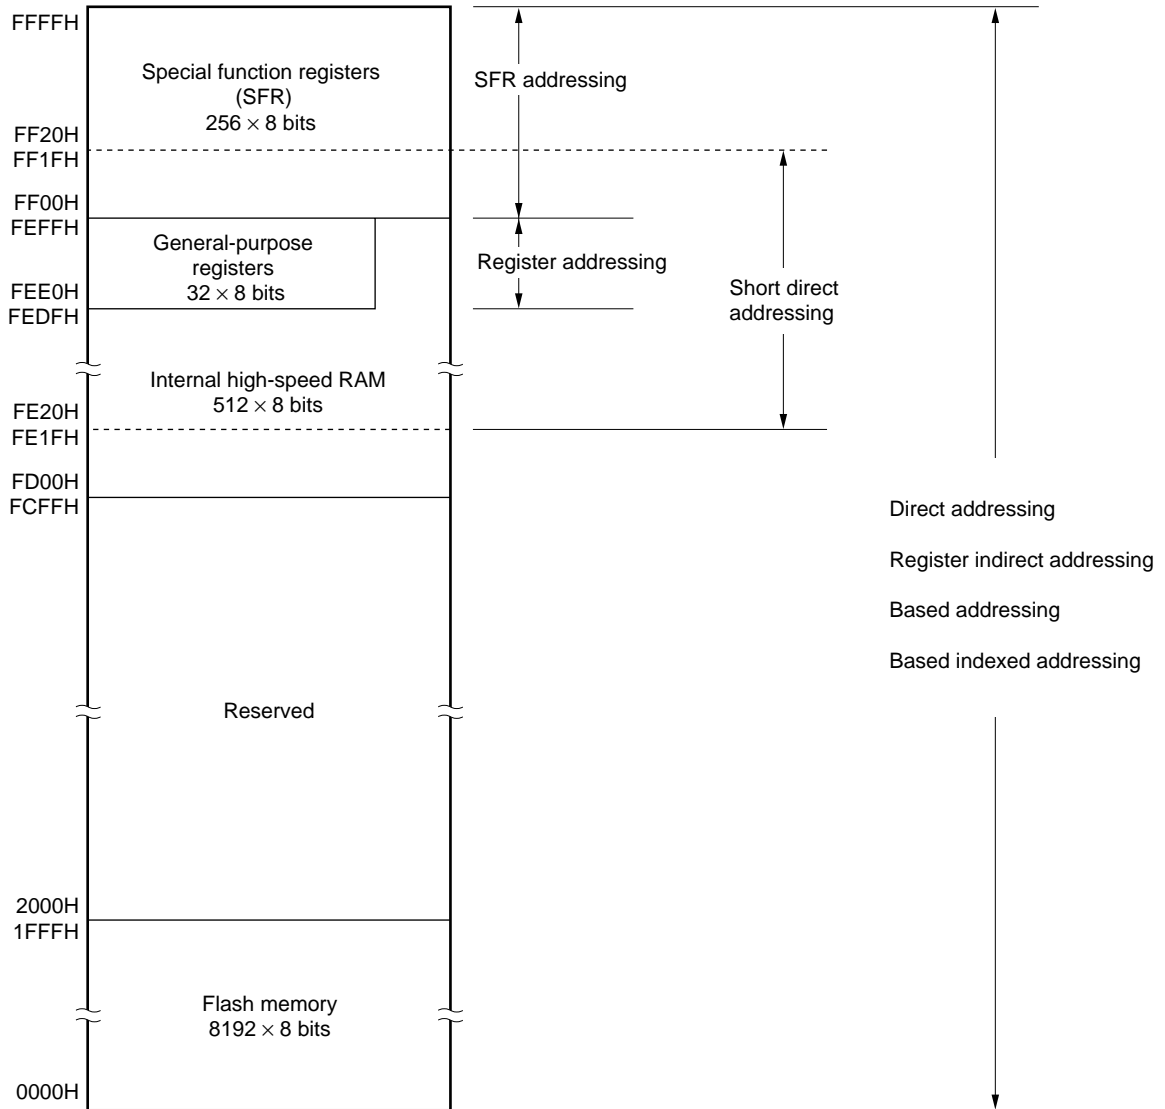 FFFFH
Special function registers
(SFR)
256 × 8 bits
SFR addressing
FF20H
FF1FH
FF00H
FEFFH
General-purpose
registers
32 × 8 bits
Register addressing
FEE0H
FEDFH
Short direct
addressing
Internal high-speed RAM
512 × 8 bits
FE20H
FE1FH
FD00H
FCFFH
Direct addressing
Register indirect addressing
Based addressing
Based indexed addressing
Reserved
2000H
1FFFH
Flash memory
8192 × 8 bits
0000H